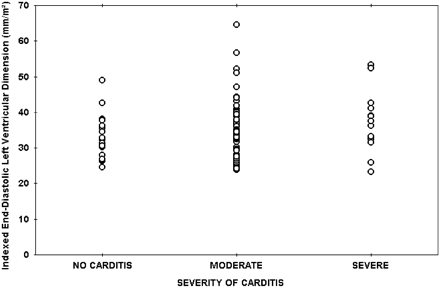 Indexed End-Diastolic Left Ventricular Dimension (mm/m²)
70
60
50
40
30
20
10
0
NO CARDITIS MODERATE SEVERE
SEVERITY OF CARDITIS